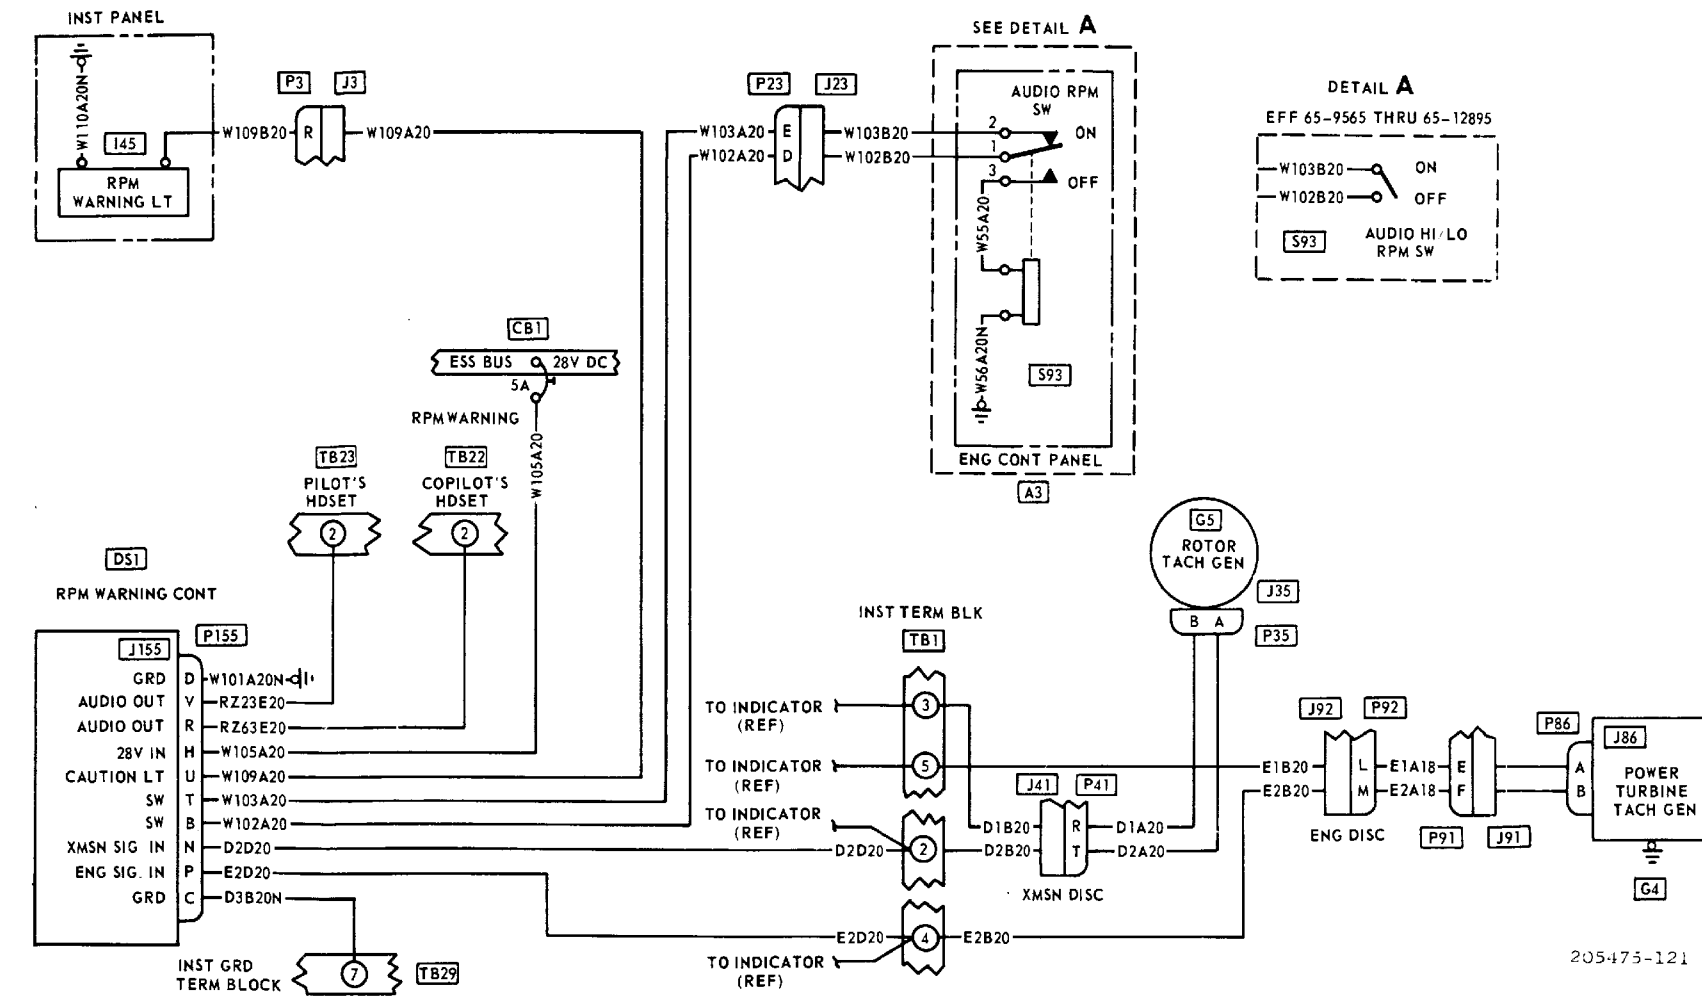 INST PANEL
W110A20N
I45
RPM
WARNING LT
W109B20
P3
J3
R
W109A20
P23
J23
W103A20
E
W103B20
W102A20
D
W102B20
SEE DETAIL A
AUDIO RPM
SW
2
ON
1
3
OFF
W55A20
W56A20N
S93
ENG CONT PANEL
A3
DETAIL A
EFF 65-9565 THRU 65-12895
W103B20
ON
W102B20
OFF
S93
AUDIO HI/LO
RPM SW
CB1
ESS BUS
28V DC
5A
RPM WARNING
W105A20
TB23
PILOT'S
HDSET
2
TB22
COPILOT'S
HDSET
2
DS1
RPM WARNING CONT
P155
J155
GRD D W101A20N
AUDIO OUT V RZ23E20
AUDIO OUT R RZ63E20
28V IN H W105A20
CAUTION LT U W109A20
SW T W103A20
SW B W102A20
XMSN SIG IN N D2D20
ENG SIG. IN P E2D20
GRD C D3B20N
INST GRD
TERM BLOCK
7
TB29
INST TERM BLK
TB1
TO INDICATOR
(REF)
3
TO INDICATOR
(REF)
5
TO INDICATOR
(REF)
D2D20
2
E2D20
4
E2B20
TO INDICATOR
(REF)
J41
P41
D1B20
R
D1A20
D2B20
T
D2A20
XMSN DISC
G5
ROTOR
TACH GEN
J35
B A
P35
J92
P92
E1B20
L
E1A18
E
E2B20
M
E2A18
F
ENG DISC
P91
J91
P86
J86
A
B
POWER
TURBINE
TACH GEN
G4
205475-121